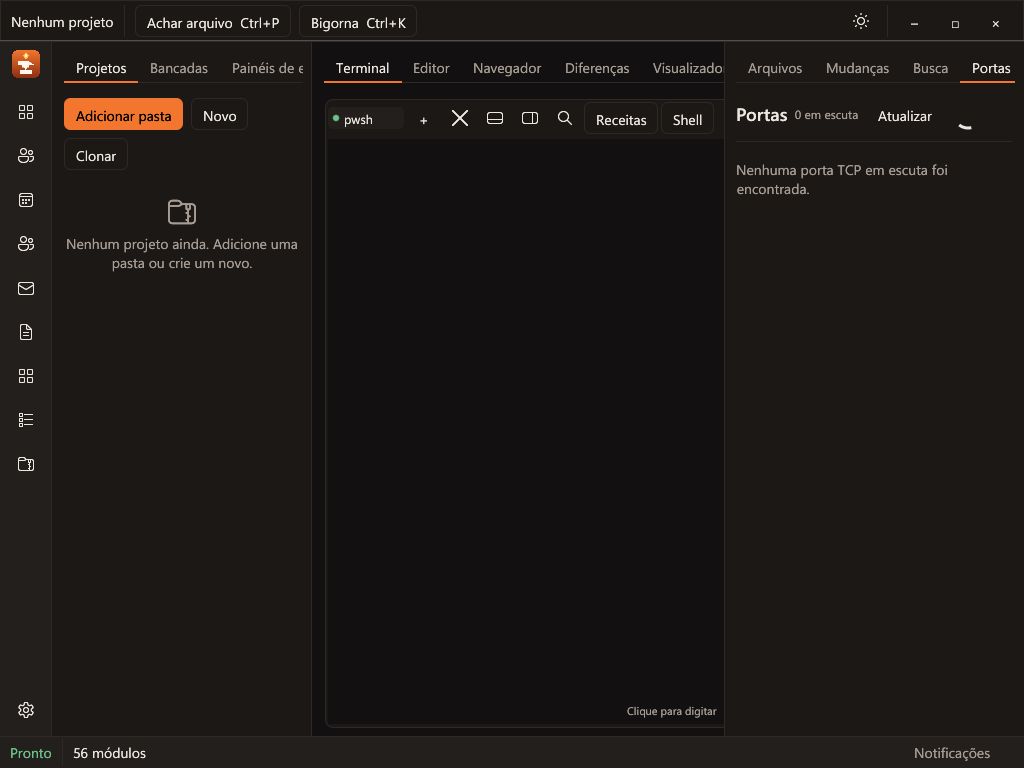 Nenhum projeto
Achar arquivo Ctrl+P
Bigorna Ctrl+K
Projetos
Bancadas
Painéis de e
Adicionar pasta
Novo
Clonar
Nenhum projeto ainda. Adicione uma
pasta ou crie um novo.
Terminal
Editor
Navegador
Diferenças
Visualizado
pwsh
+
Receitas
Shell
Clique para digitar
Arquivos
Mudanças
Busca
Portas
Portas 0 em escuta
Atualizar
Nenhuma porta TCP em escuta foi
encontrada.
Pronto
56 módulos
Notificações